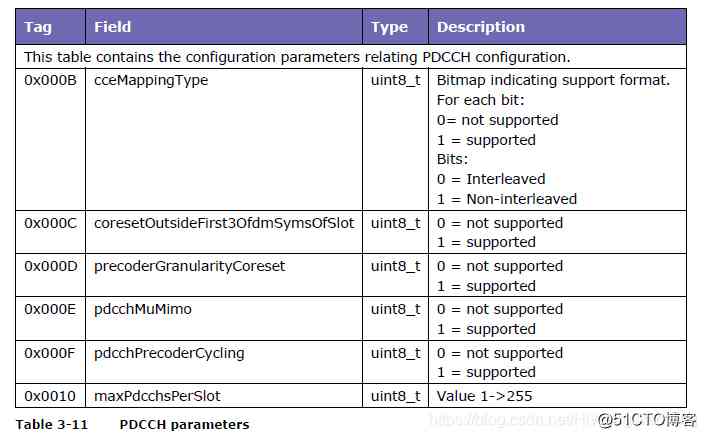 Tag Field Type Description
This table contains the configuration parameters relating PDCCH configuration.
0x000B cceMappingType uint8_t Bitmap indicating support format.
For each bit:
0= not supported
1 = supported
Bits:
0 = Interleaved
1 = Non-interleaved
0x000C coresetOutsideFirst3OfdmSymsOfSlot uint8_t 0 = not supported
1 = supported
0x000D precoderGranularityCoreset uint8_t 0 = not supported
1 = supported
0x000E pdcchMuMimo uint8_t 0 = not supported
1 = supported
0x000F pdcchPrecoderCycling uint8_t 0 = not supported
1 = supported
0x0010 maxPdcchsPerSlot uint8_t Value 1->255
Table 3-11 PDCCH parameters
https://blog.csdn.net/
@51CTO博客